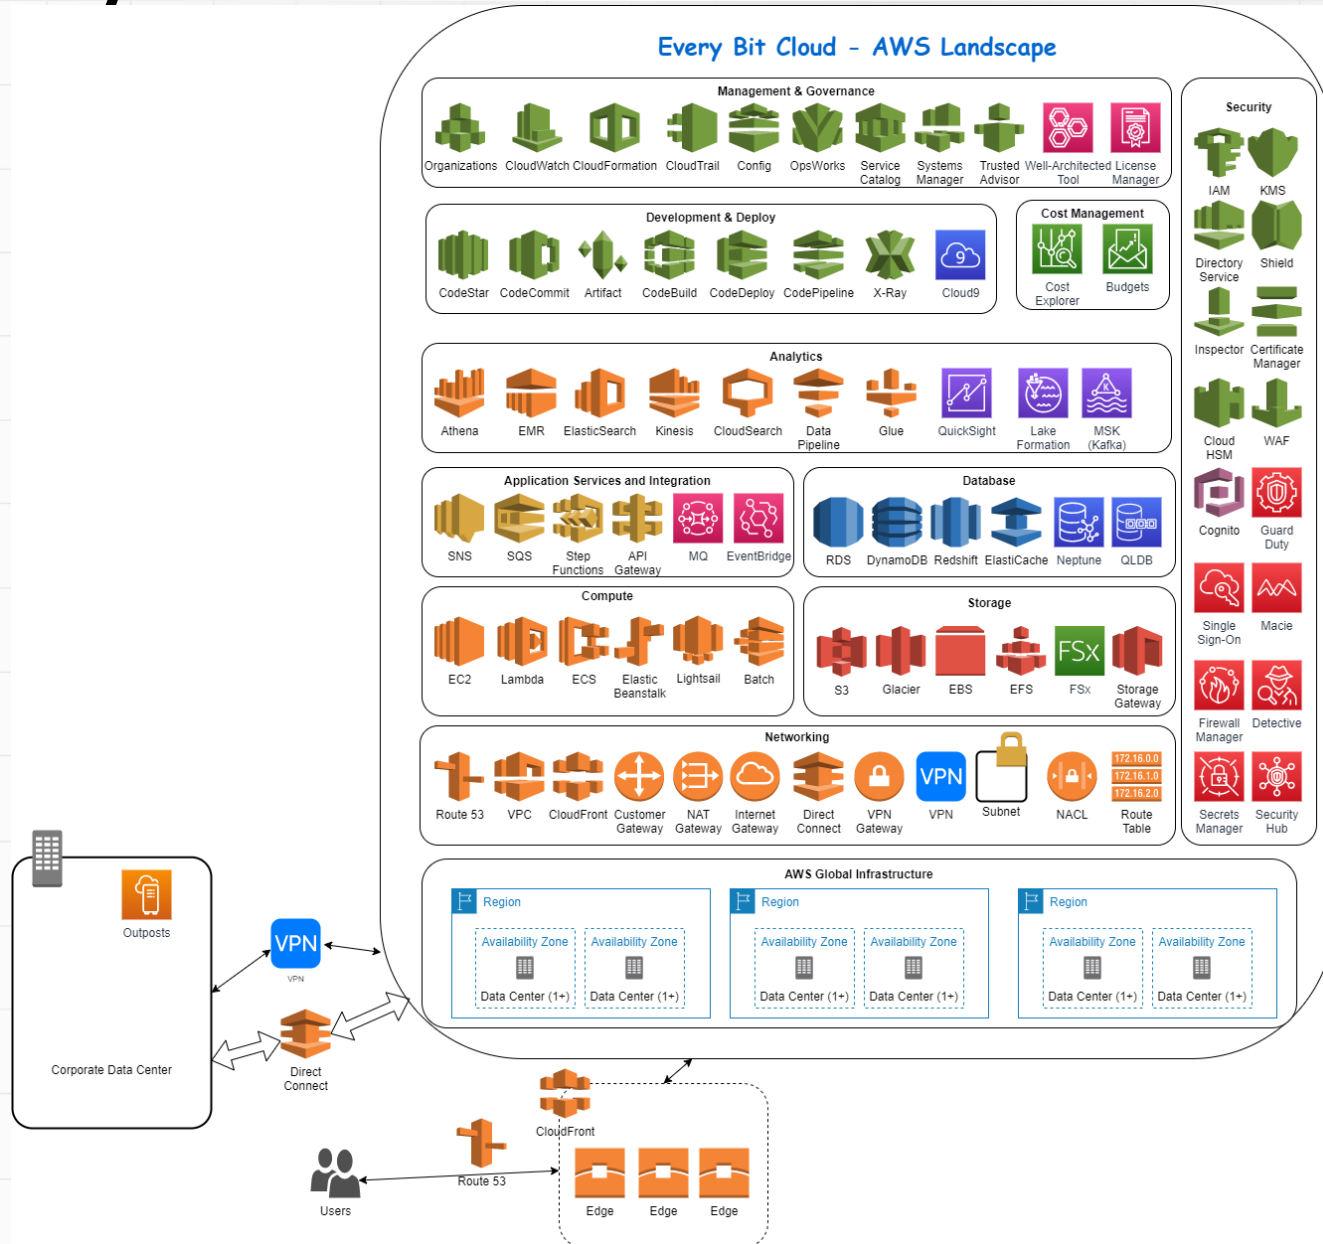 Every Bit Cloud - AWS Landscape
Management & Governance
Organizations
CloudWatch
CloudFormation
CloudTrail
Config
OpsWorks
Service
Catalog
Systems
Manager
Trusted
Advisor
Well-Architected
Tool
License
Manager
Development & Deploy
CodeStar
CodeCommit
Artifact
CodeBuild
CodeDeploy
CodePipeline
X-Ray
9
Cloud9
Cost Management
Cost
Explorer
Budgets
Security
IAM
KMS
Directory
Service
Shield
Inspector
Certificate
Manager
Cloud
HSM
WAF
Cognito
Guard
Duty
Single
Sign-On
Macie
Firewall
Manager
Detective
Secrets
Manager
Security
Hub
Analytics
Athena
EMR
ElasticSearch
Kinesis
CloudSearch
Data
Pipeline
Glue
QuickSight
Lake
Formation
K
MSK
(Kafka)
Application Services and Integration
SNS
SQS
Step
Functions
API
Gateway
MQ
EventBridge
Database
RDS
DynamoDB
Redshift
ElastiCache
Neptune
QLDB
Compute
EC2
Lambda
ECS
Elastic
Beanstalk
Lightsail
Batch
Storage
S3
Glacier
EBS
EFS
FSx
FSx
Storage
Gateway
Networking
Route 53
VPC
CloudFront
Customer
Gateway
NAT
Gateway
Internet
Gateway
Direct
Connect
VPN
Gateway
VPN
VPN
Subnet
NACL
172.16.0.0
172.16.1.0
172.16.2.0
Route
Table
AWS Global Infrastructure
Region
Availability Zone
Data Center (1+)
Availability Zone
Data Center (1+)
Region
Availability Zone
Data Center (1+)
Availability Zone
Data Center (1+)
Region
Availability Zone
Data Center (1+)
Availability Zone
Data Center (1+)
Outposts
Corporate Data Center
VPN
VPN
Direct
Connect
CloudFront
Route 53
Users
Edge
Edge
Edge